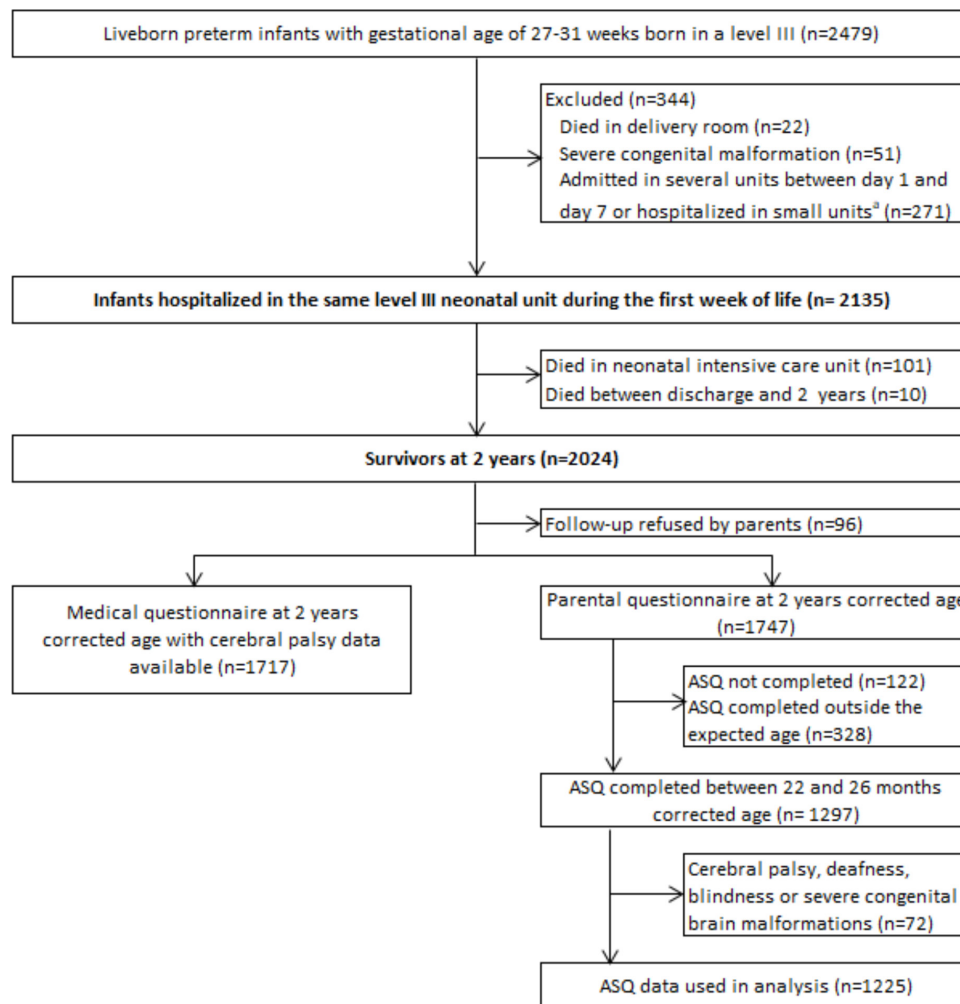 Liveborn preterm infants with gestational age of 27-31 weeks born in a level III (n=2479)
Excluded (n=344)
Died in delivery room (n=22)
Severe congenital malformation (n=51)
Admitted in several units between day 1 and
day 7 or hospitalized in small unitsᵃ (n=271)
Infants hospitalized in the same level III neonatal unit during the first week of life (n= 2135)
Died in neonatal intensive care unit (n=101)
Died between discharge and 2 years (n=10)
Survivors at 2 years (n=2024)
Follow-up refused by parents (n=96)
Medical questionnaire at 2 years
corrected age with cerebral palsy data
available (n=1717)
Parental questionnaire at 2 years corrected age
(n=1747)
ASQ not completed (n=122)
ASQ completed outside the
expected age (n=328)
ASQ completed between 22 and 26 months
corrected age (n= 1297)
Cerebral palsy, deafness,
blindness or severe congenital
brain malformations (n=72)
ASQ data used in analysis (n=1225)